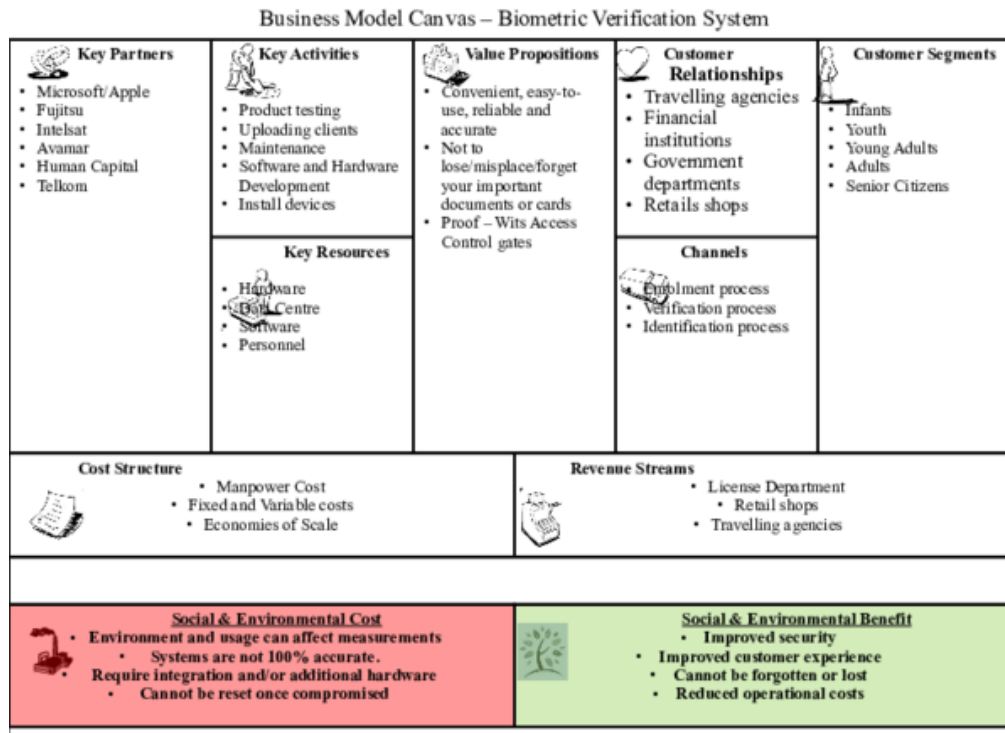 Business Model Canvas – Biometric Verification System
Key Partners
• Microsoft/Apple
• Fujitsu
• Intelsat
• Avamar
• Human Capital
• Telkom
Key Activities
• Product testing
• Uploading clients
• Maintenance
• Software and Hardware
Development
• Install devices
Key Resources
• Hardware
• Data Centre
• Software
• Personnel
Value Propositions
• Convenient, easy-to-
use, reliable and
accurate
• Not to
lose/misplace/forget
your important
documents or cards
• Proof – Wits Access
Control gates
Customer
Relationships
• Travelling agencies
• Financial
institutions
• Government
departments
• Retails shops
Channels
• Enrolment process
• Verification process
• Identification process
Customer Segments
• Infants
• Youth
• Young Adults
• Adults
• Senior Citizens
Cost Structure
• Manpower Cost
• Fixed and Variable costs
• Economies of Scale
Revenue Streams
• License Department
• Retail shops
• Travelling agencies
Social & Environmental Cost
• Environment and usage can affect measurements
• Systems are not 100% accurate.
• Require integration and/or additional hardware
• Cannot be reset once compromised
Social & Environmental Benefit
• Improved security
• Improved customer experience
• Cannot be forgotten or lost
• Reduced operational costs